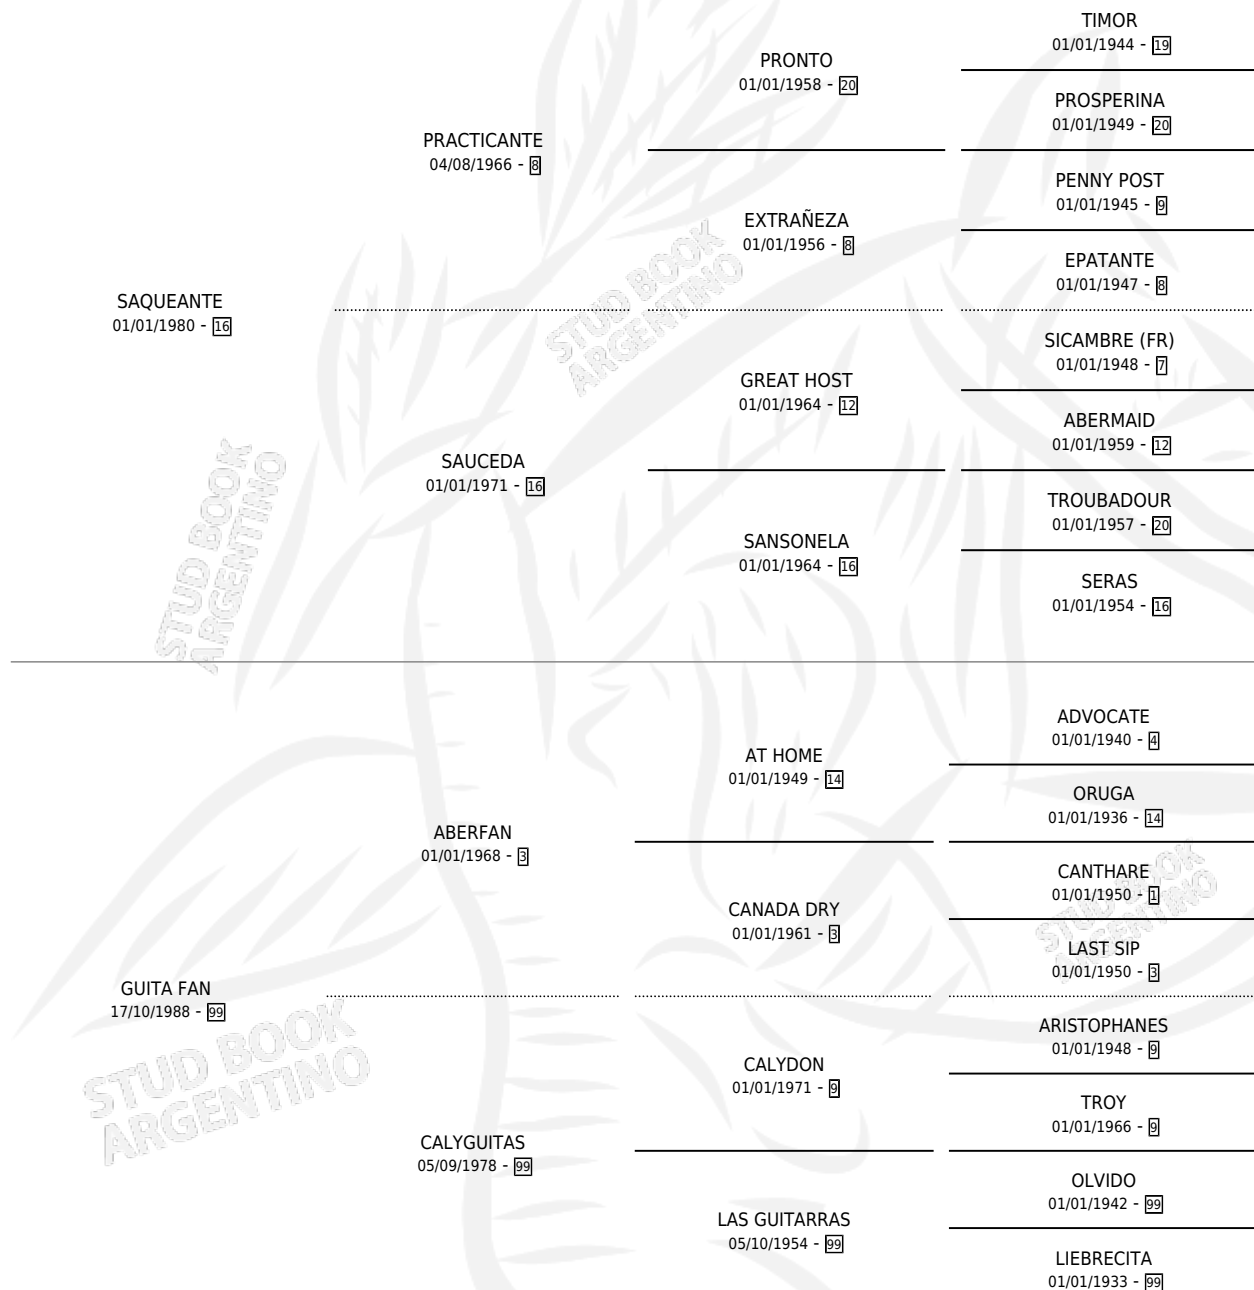 TIMOR
01/01/1944 - 19
PRONTO
01/01/1958 - 20
PROSPERINA
01/01/1949 - 20
PRACTICANTE
04/08/1966 - 8
PENNY POST
01/01/1945 - 9
EXTRAÑEZA
01/01/1956 - 8
EPATANTE
01/01/1947 - 8
SAQUEANTE
01/01/1980 - 16
STUD BOOK
ARGENTINO
SICAMBRE (FR)
01/01/1948 - 7
GREAT HOST
01/01/1964 - 12
ABERMAID
01/01/1959 - 12
SAUCEDA
01/01/1971 - 16
TROUBADOUR
01/01/1957 - 20
SANSONELA
01/01/1964 - 16
SERAS
01/01/1954 - 16
STUD BOOK
ARGENTINO
ADVOCATE
01/01/1940 - 4
AT HOME
01/01/1949 - 14
ORUGA
01/01/1936 - 14
ABERFAN
01/01/1968 - 3
CANTHARE
01/01/1950 - 1
CANADA DRY
01/01/1961 - 3
LAST SIP
01/01/1950 - 3
STUD BOOK
ARGENTINO
GUITA FAN
17/10/1988 - 99
ARISTOPHANES
01/01/1948 - 9
CALYDON
01/01/1971 - 9
TROY
01/01/1966 - 9
STUD BOOK
ARGENTINO
CALYGUITAS
05/09/1978 - 99
OLVIDO
01/01/1942 - 99
LAS GUITARRAS
05/10/1954 - 99
LIEBRECITA
01/01/1933 - 99